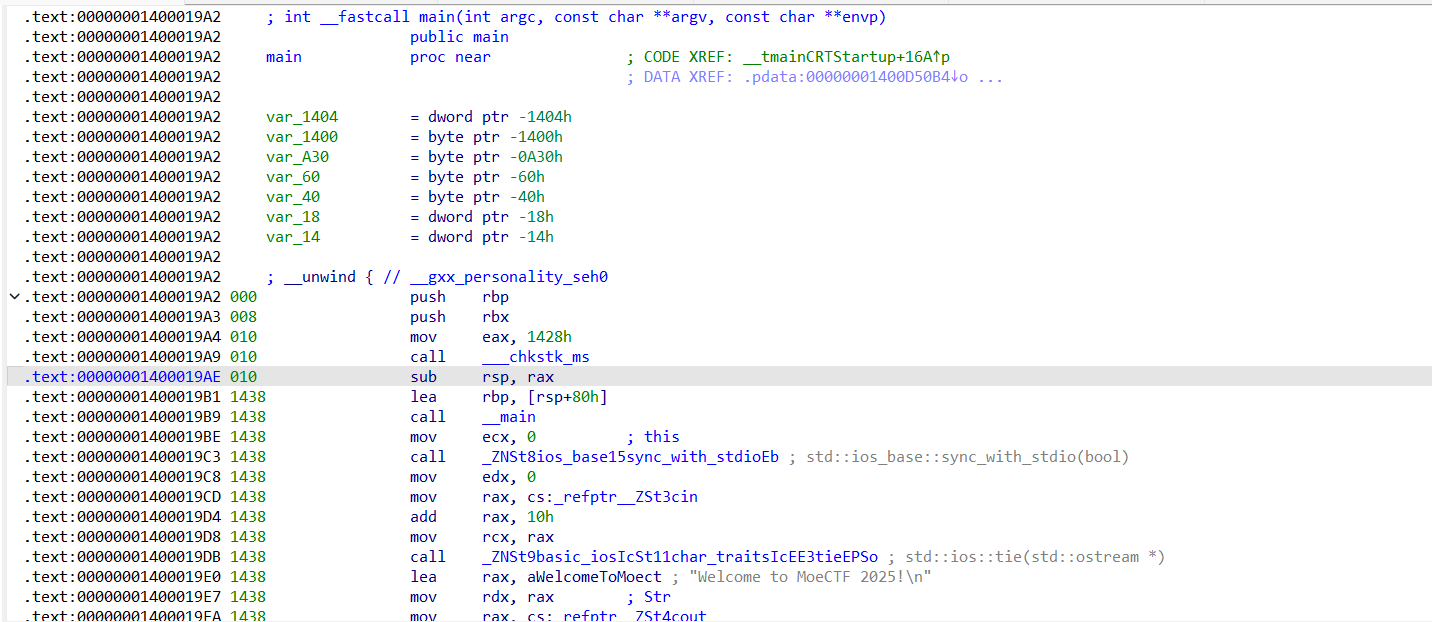 .text:00000001400019A2 ; int __fastcall main(int argc, const char **argv, const char **envp)
.text:00000001400019A2 public main
.text:00000001400019A2 main proc near ; CODE XREF: __tmainCRTStartup+16A↑p
.text:00000001400019A2 ; DATA XREF: .pdata:00000001400D50B4↓o ...
.text:00000001400019A2
.text:00000001400019A2 var_1404 = dword ptr -1404h
.text:00000001400019A2 var_1400 = byte ptr -1400h
.text:00000001400019A2 var_A30 = byte ptr -0A30h
.text:00000001400019A2 var_60 = byte ptr -60h
.text:00000001400019A2 var_40 = byte ptr -40h
.text:00000001400019A2 var_18 = dword ptr -18h
.text:00000001400019A2 var_14 = dword ptr -14h
.text:00000001400019A2
.text:00000001400019A2 ; __unwind { // __gxx_personality_seh0
.text:00000001400019A2 000 push rbp
.text:00000001400019A3 008 push rbx
.text:00000001400019A4 010 mov eax, 1428h
.text:00000001400019A9 010 call ___chkstk_ms
.text:00000001400019AE 010 sub rsp, rax
.text:00000001400019B1 1438 lea rbp, [rsp+80h]
.text:00000001400019B9 1438 call __main
.text:00000001400019BE 1438 mov ecx, 0 ; this
.text:00000001400019C3 1438 call _ZNSt8ios_base15sync_with_stdioEb ; std::ios_base::sync_with_stdio(bool)
.text:00000001400019C8 1438 mov edx, 0
.text:00000001400019CD 1438 mov rax, cs:_refptr__ZSt3cin
.text:00000001400019D4 1438 add rax, 10h
.text:00000001400019D8 1438 mov rcx, rax
.text:00000001400019DB 1438 call _ZNSt9basic_iosIcSt11char_traitsIcEE3tieEPSo ; std::ios::tie(std::ostream *)
.text:00000001400019E0 1438 lea rax, aWelcomeToMoect ; "Welcome to MoeCTF 2025!\n"
.text:00000001400019E7 1438 mov rdx, rax ; Str
.text:00000001400019EA 1438 mov rax, cs:_refptr__ZSt4cout